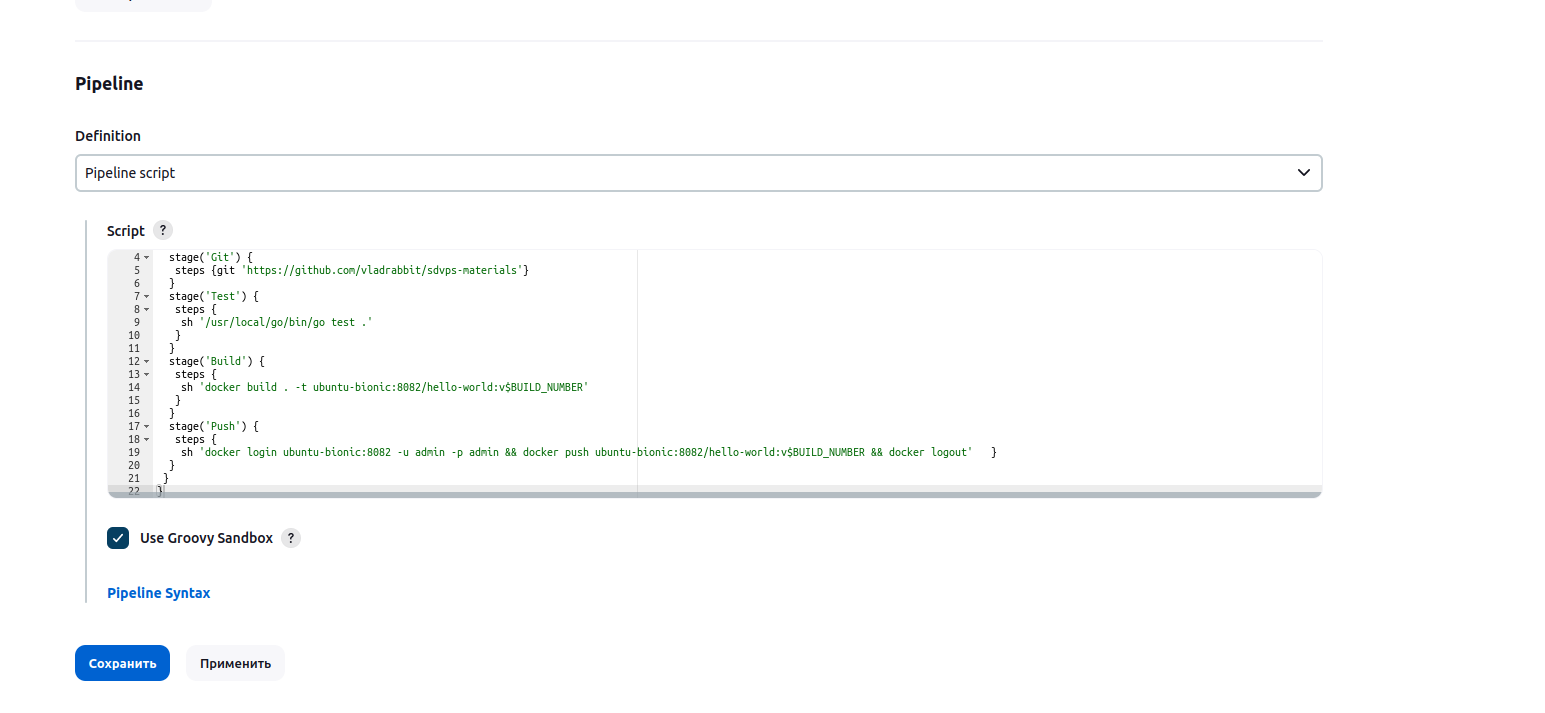 Pipeline
Definition
Pipeline script
Script ?
4 stage('Git') {
5 steps {git 'https://github.com/vladrabbit/sdvps-materials'}
6 }
7 stage('Test') {
8 steps {
9 sh '/usr/local/go/bin/go test .'
10 }
11 }
12 stage('Build') {
13 steps {
14 sh 'docker build . -t ubuntu-bionic:8082/hello-world:v$BUILD_NUMBER'
15 }
16 }
17 stage('Push') {
18 steps {
19 sh 'docker login ubuntu-bionic:8082 -u admin -p admin && docker push ubuntu-bionic:8082/hello-world:v$BUILD_NUMBER && docker logout' }
20 }
21 }
22 }
Use Groovy Sandbox ?
Pipeline Syntax
Сохранить Применить